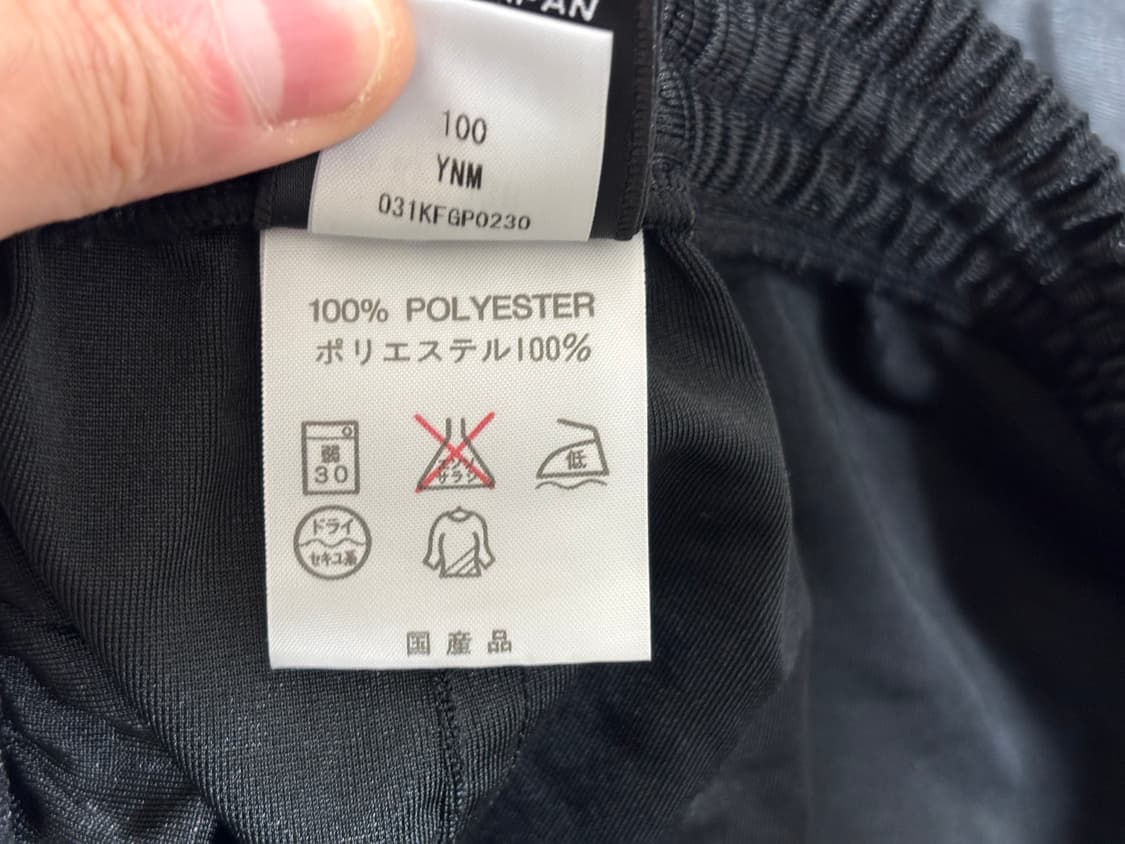 100
YNM
031KFGP0230
100% POLYESTER
ポリエステル100%
弱
30
エンソ
サラシ
低
ドライ
セキユ系
国産品